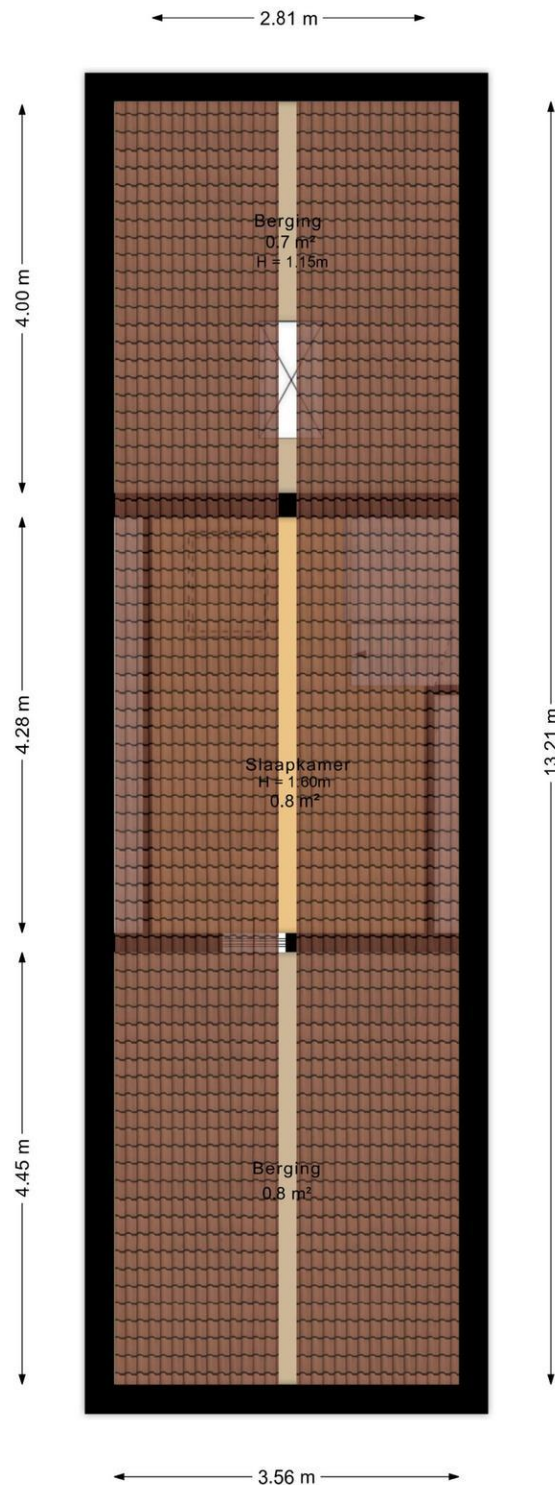 2.81 m
Berging
0.7 m²
H = 1.15m
4.00 m
4.28 m
Slaapkamer
H = 1.60m
0.8 m²
13.21 m
4.45 m
Berging
0.8 m²
3.56 m